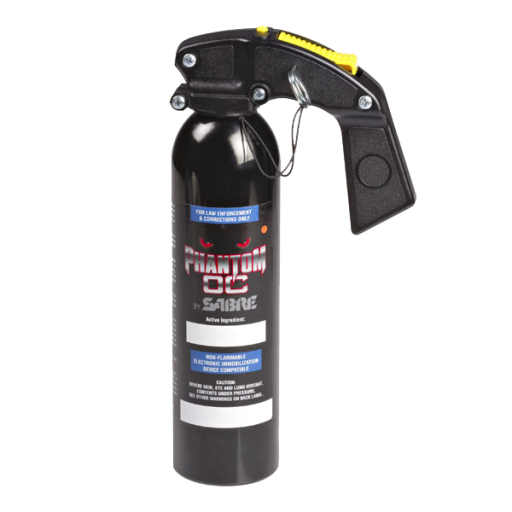 FOR LAW ENFORCEMENT
& CORRECTIONS ONLY
PHANTOM
OC
BY SABRE
Active Ingredient:
NON-FLAMMABLE
ELECTRONIC IMMOBILIZATION
DEVICE COMPATIBLE
CAUTION:
SEVERE SKIN, EYE AND LUNG IRRITANT.
CONTENTS UNDER PRESSURE.
SEE OTHER WARNINGS ON BACK LABEL.